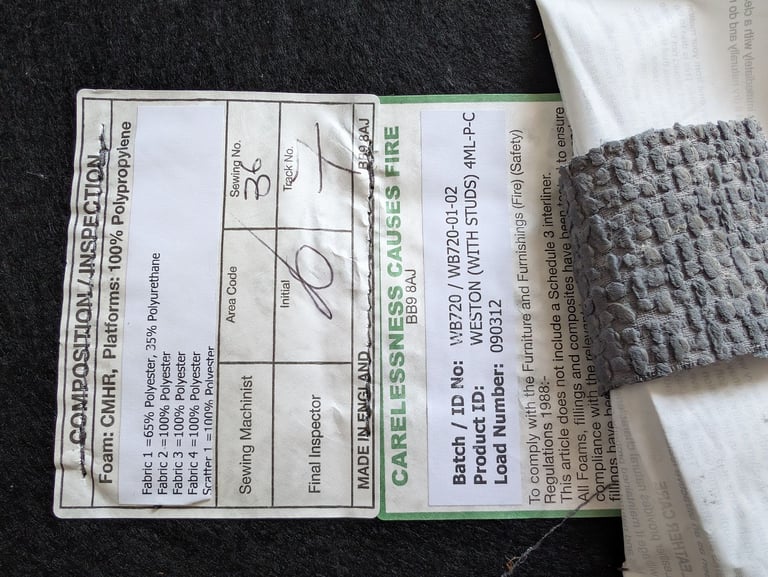 COMPOSITION / INSPECTION
Foam: CMHR, Platforms: 100% Polypropylene
Fabric 1 =65% Polyester, 35% Polyurethane
Fabric 2 =100% Polyester
Fabric 3 =100% Polyester
Fabric 4 =100% Polyester
Scatter 1 =100% Polyester
Sewing Machinist
Area Code
Sewing No.
36
Final Inspector
Initial
Track No.
MADE IN ENGLAND
BB9 8AJ
CARELESSNESS CAUSES FIRE
BB9 8AJ
Batch / ID No: WB720 / WB720-01-02
Product ID: WESTON (WITH STUDS) 4ML-P-C
Load Number: 090312
To comply with the Furniture and Furnishings (Fire) (Safety)
Regulations 1988:-
This article does not include a Schedule 3 interliner.
All Foams, fillings and composites have been to ensure
compliance with the relevant
fillings have been